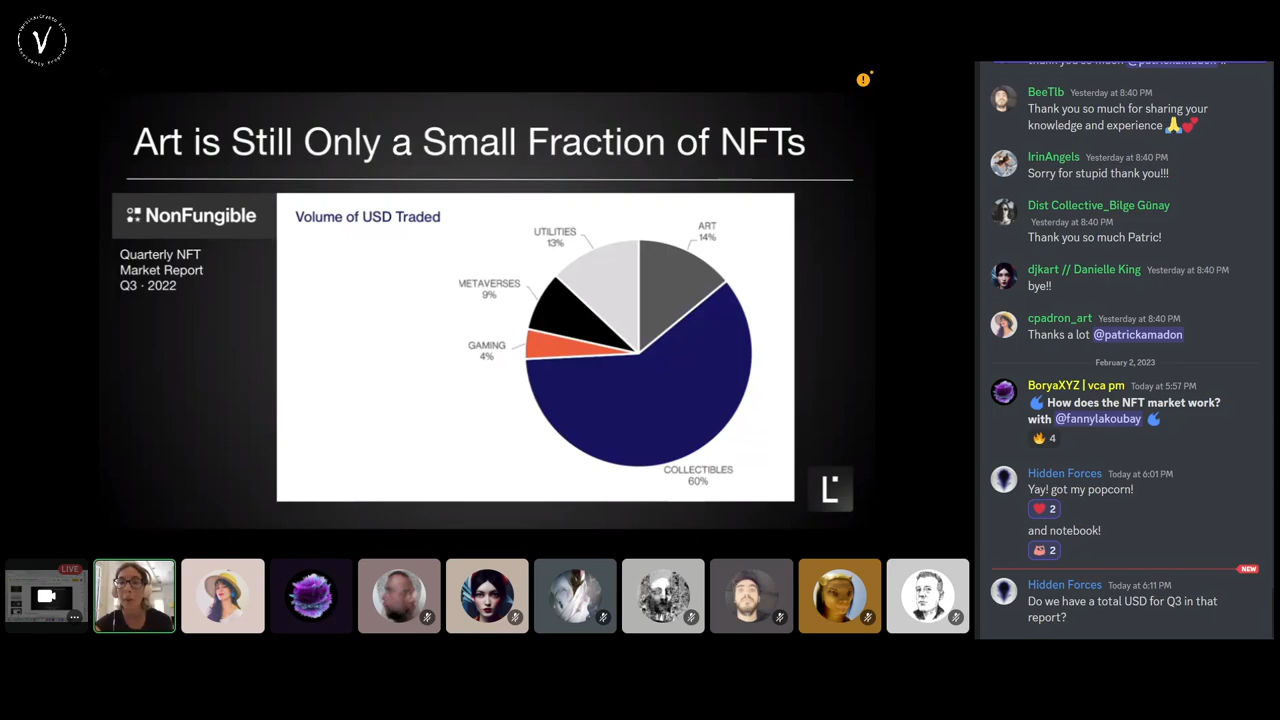 V
Art is Still Only a Small Fraction of NFTs
NonFungible
Quarterly NFT
Market Report
Q3 · 2022
Volume of USD Traded
ART
14%
UTILITIES
13%
METAVERSES
9%
GAMING
4%
COLLECTIBLES
60%
L
LIVE
BeeTlb Yesterday at 8:40 PM
Thank you so much for sharing your
knowledge and experience 🙏💕
IrinAngels Yesterday at 8:40 PM
Sorry for stupid thank you!!!
Dist Collective_Bilge Günay
Yesterday at 8:40 PM
Thank you so much Patric!
djkart // Danielle King Yesterday at 8:40 PM
bye!!
cpadron_art Yesterday at 8:40 PM
Thanks a lot @patrickamadon
February 2, 2023
BoryaXYZ | vca pm Today at 5:57 PM
How does the NFT market work?
with @fannylakoubay
🔥 4
Hidden Forces Today at 6:01 PM
Yay! got my popcorn!
❤️ 2
and notebook!
2
NEW
Hidden Forces Today at 6:11 PM
Do we have a total USD for Q3 in that
report?